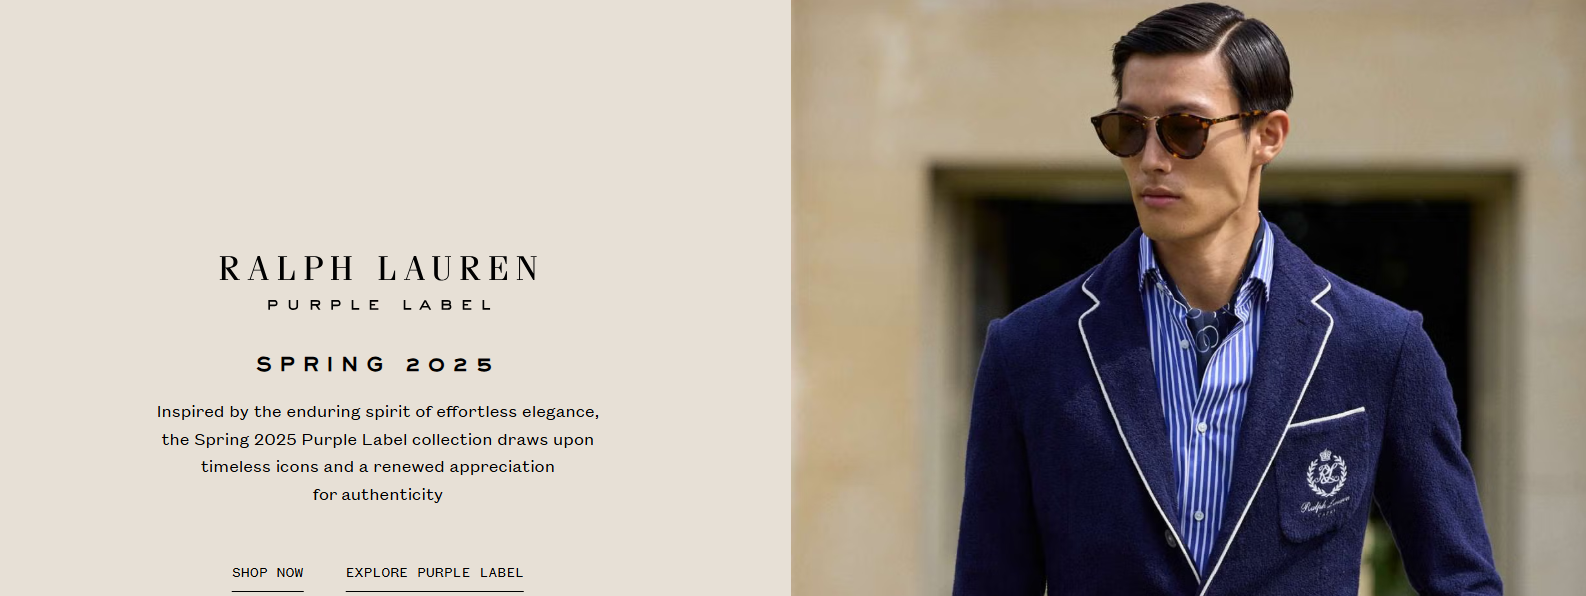 RALPH LAUREN
PURPLE LABEL
SPRING 2025
Inspired by the enduring spirit of effortless elegance,
the Spring 2025 Purple Label collection draws upon
timeless icons and a renewed appreciation
for authenticity
SHOP NOW
EXPLORE PURPLE LABEL
RL
Ralph Lauren